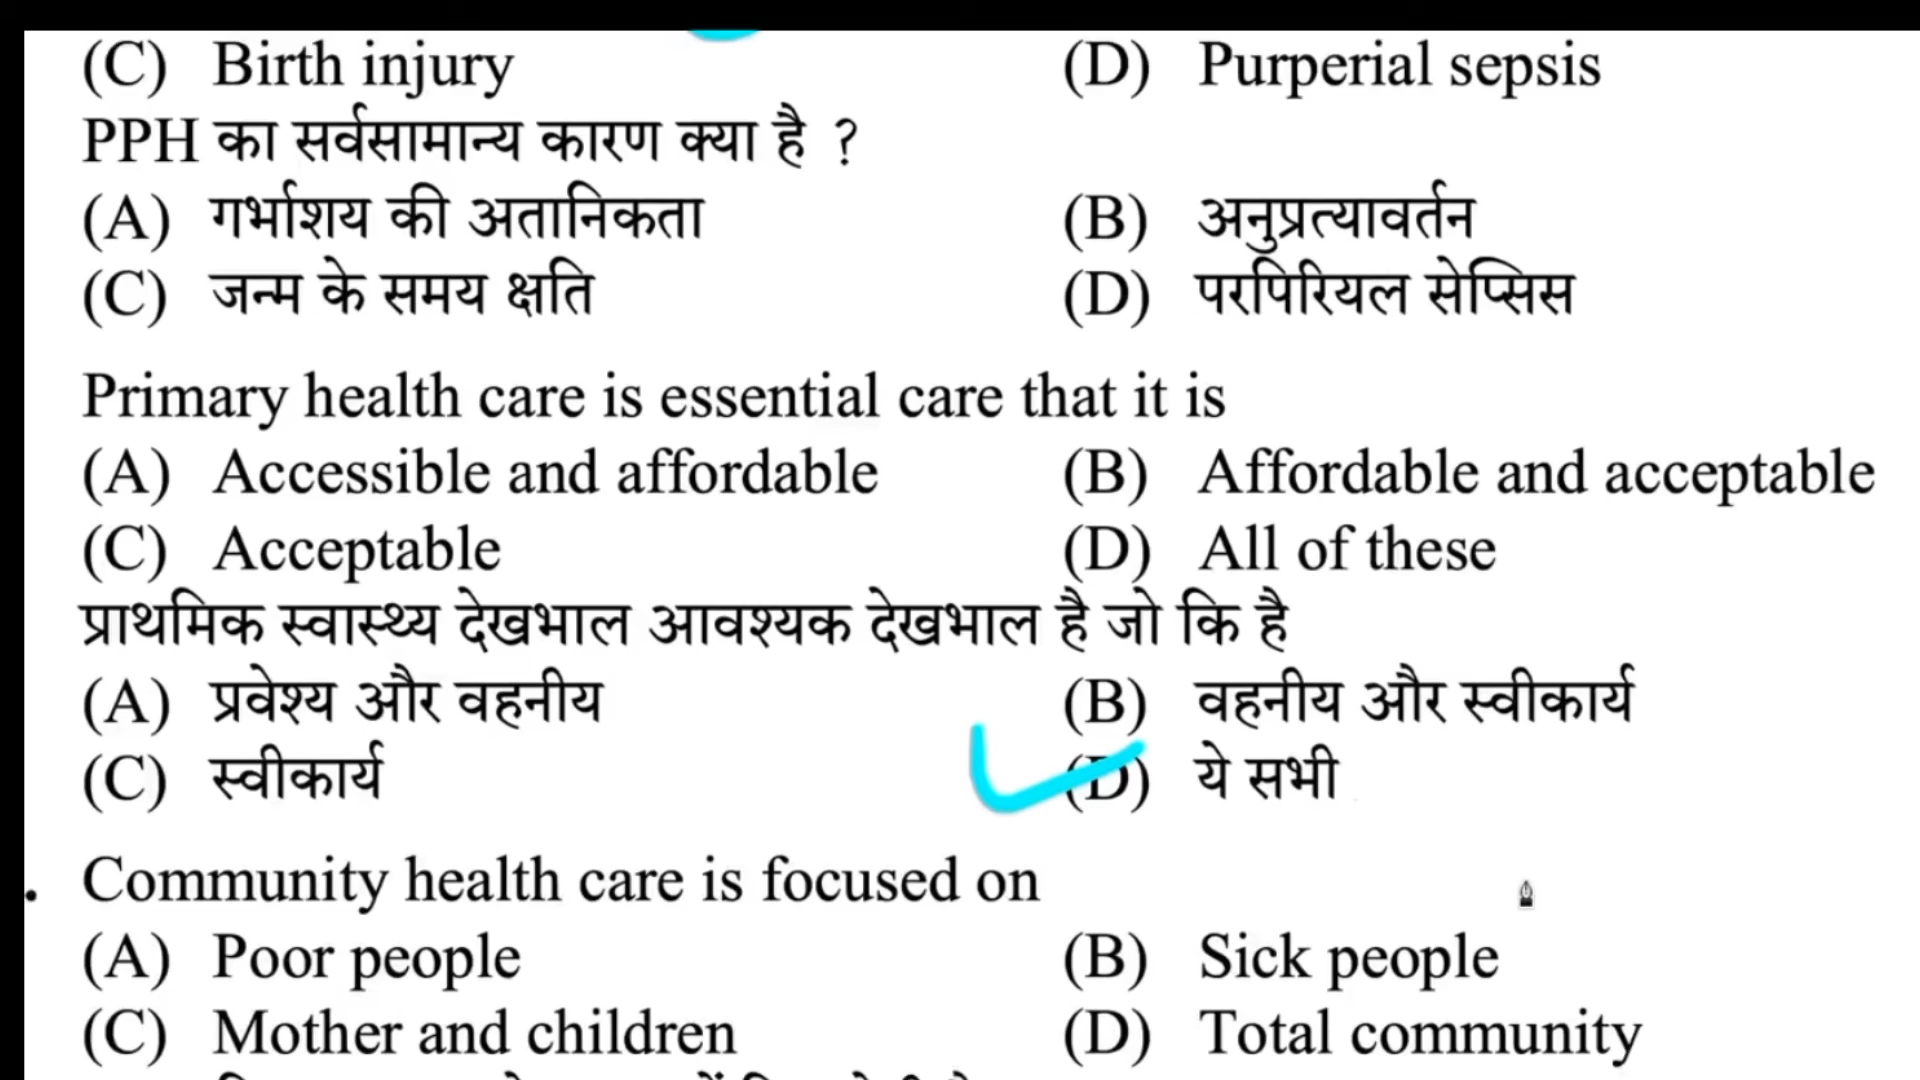 (C) Birth injury (D) Purperial sepsis
PPH का सर्वसामान्य कारण क्या है ?
(A) गर्भाशय की अतानिकता (B) अनुप्रत्यावर्तन
(C) जन्म के समय क्षति (D) परपिरियल सेप्सिस
Primary health care is essential care that it is
(A) Accessible and affordable (B) Affordable and acceptable
(C) Acceptable (D) All of these
प्राथमिक स्वास्थ्य देखभाल आवश्यक देखभाल है जो कि है
(A) प्रवेश्य और वहनीय (B) वहनीय और स्वीकार्य
(C) स्वीकार्य (D) ये सभी
. Community health care is focused on
(A) Poor people (B) Sick people
(C) Mother and children (D) Total community